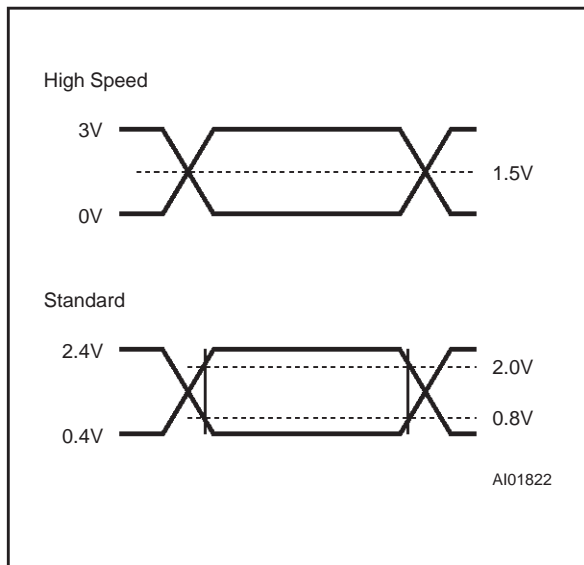 High Speed
3V
1.5V
0V
Standard
2.4V
2.0V
0.8V
0.4V
AI01822